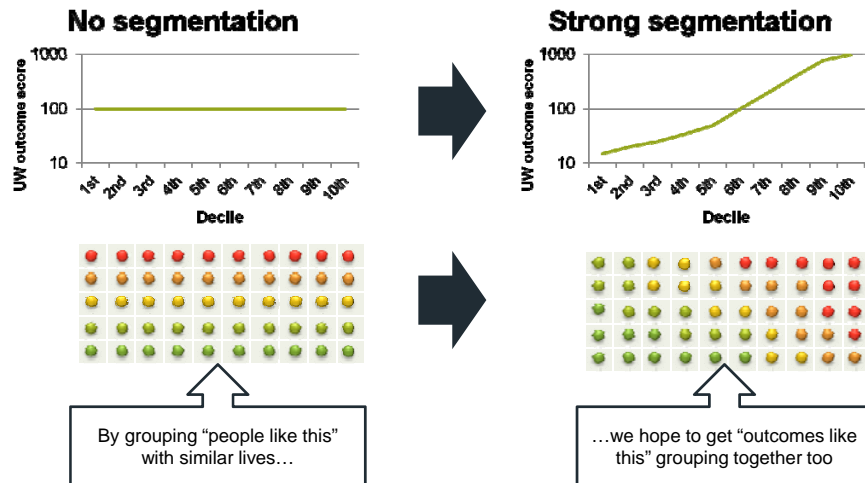 No segmentation
1000
100
10
UW outcome score
1st 2nd 3rd 4th 5th 6th 7th 8th 9th 10th
Decile
By grouping “people like this”
with similar lives…
Strong segmentation
1000
100
10
UW outcome score
1st 2nd 3rd 4th 5th 6th 7th 8th 9th 10th
Decile
…we hope to get “outcomes like
this” grouping together too